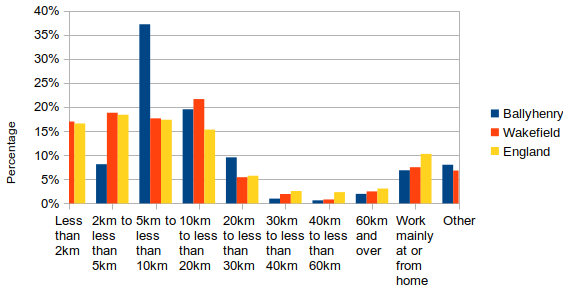 40%
35%
30%
25%
20%
15%
10%
5%
0%
Percentage
Less than 2km
2km to less than 5km
5km to less than 10km
10km to less than 20km
20km to less than 30km
30km to less than 40km
40km to less than 60km
60km and over
Work mainly at or from home
Other
Ballyhenry
Wakefield
England